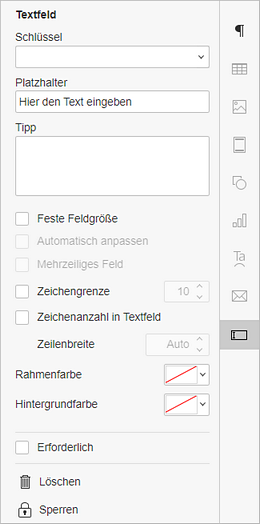 Textfeld
Schlüssel
Platzhalter
Hier den Text eingeben
Tipp
Feste Feldgröße
Automatisch anpassen
Mehrzeiliges Feld
Zeichengrenze 10
Zeichenanzahl in Textfeld
Zeilenbreite Auto
Rahmenfarbe
Hintergrundfarbe
Erforderlich
Löschen
Sperren
Ta